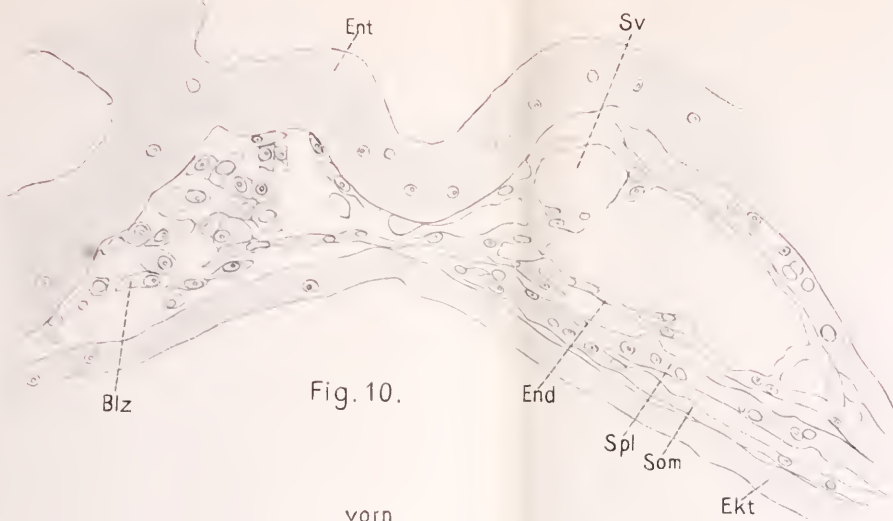 Ent
Sv
Blz
Fig. 10.
End
Spl
Som
Ekt
vorn